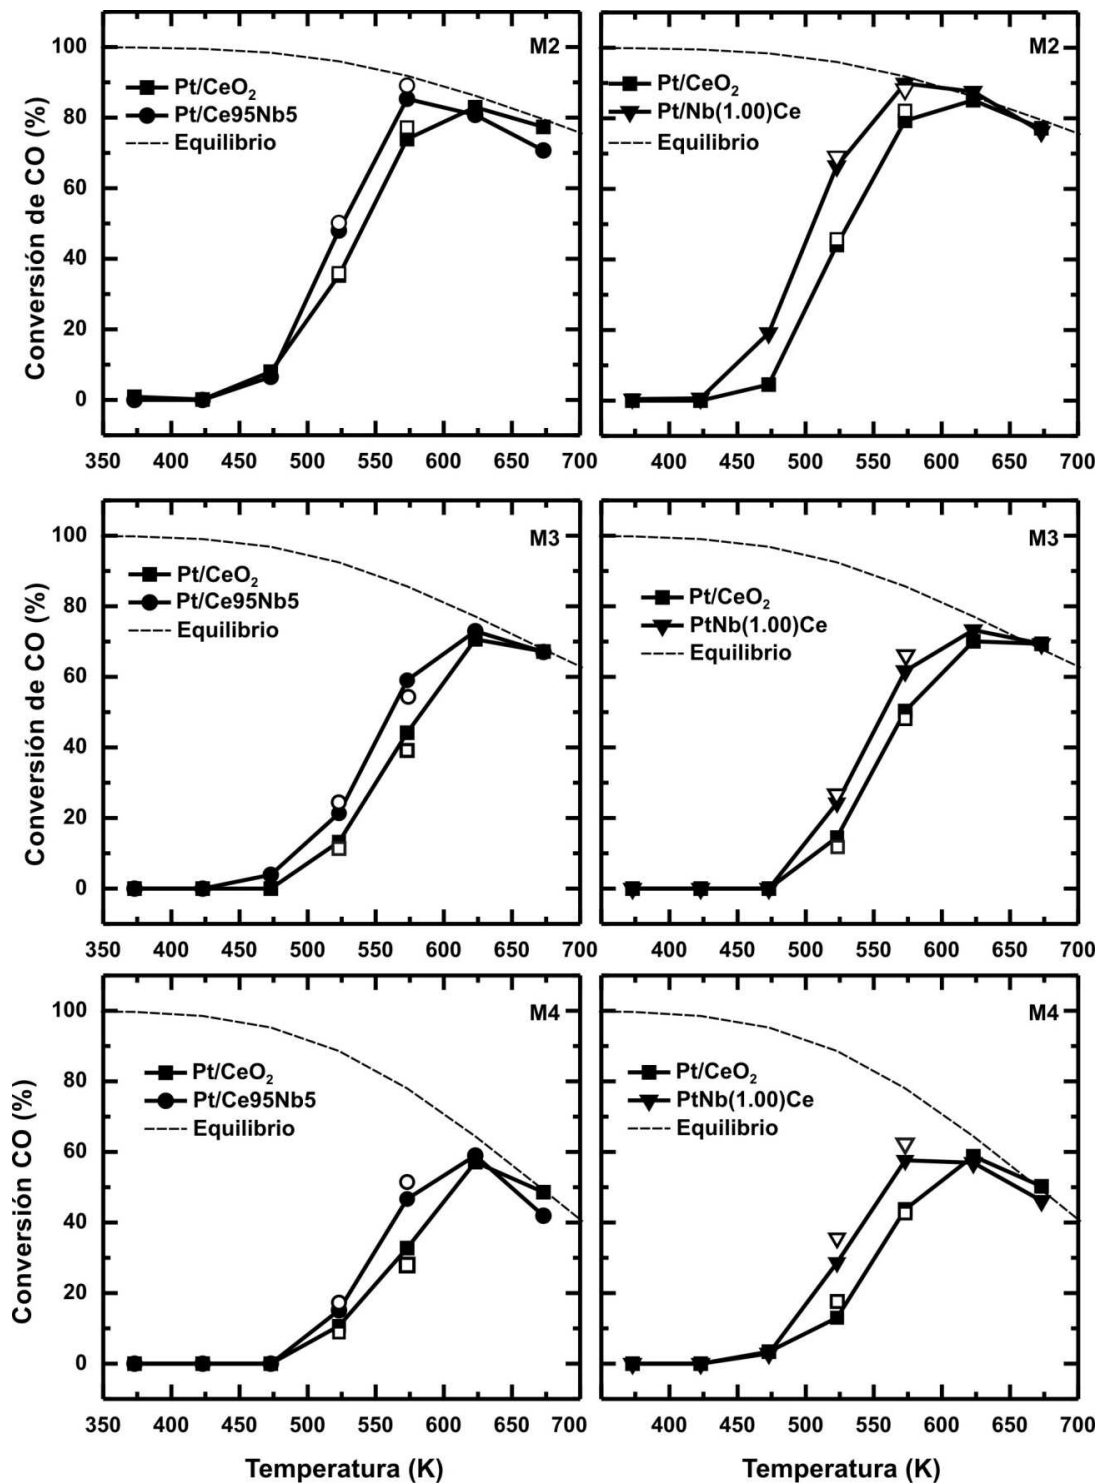 M2
100
80
60
40
20
0
Conversión de CO (%)
Pt/CeO₂
Pt/Ce95Nb5
Equilibrio
350 400 450 500 550 600 650 700
M2
Pt/CeO₂
Pt/Nb(1.00)Ce
Equilibrio
400 450 500 550 600 650 700
M3
100
80
60
40
20
0
Conversión de CO (%)
Pt/CeO₂
Pt/Ce95Nb5
Equilibrio
350 400 450 500 550 600 650 700
M3
Pt/CeO₂
PtNb(1.00)Ce
Equilibrio
400 450 500 550 600 650 700
M4
100
80
60
40
20
0
Conversión CO (%)
Pt/CeO₂
Pt/Ce95Nb5
Equilibrio
350 400 450 500 550 600 650 700
Temperatura (K)
M4
Pt/CeO₂
PtNb(1.00)Ce
Equilibrio
400 450 500 550 600 650 700
Temperatura (K)